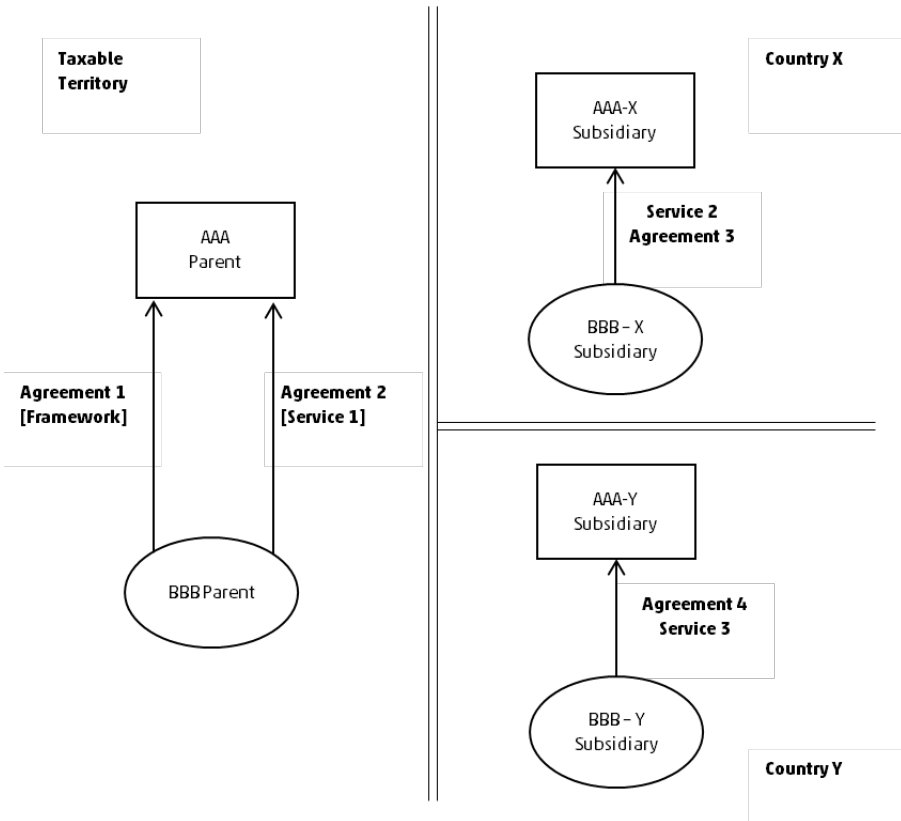 Taxable
Territory
AAA
Parent
Agreement 1
[Framework]
Agreement 2
[Service 1]
BBB Parent
Country X
AAA-X
Subsidiary
Service 2
Agreement 3
BBB – X
Subsidiary
AAA-Y
Subsidiary
Agreement 4
Service 3
BBB – Y
Subsidiary
Country Y